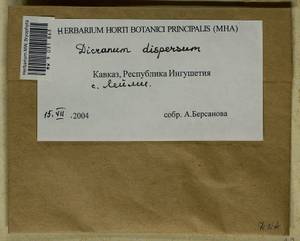 HERBARIUM HORTI BOTANICI PRINCIPALIS (MHA)
Dicranum dispersum
Кавказ, Республика Ингушетия
с. Лейми.
15. VII .2004
собр. А.Берсанова